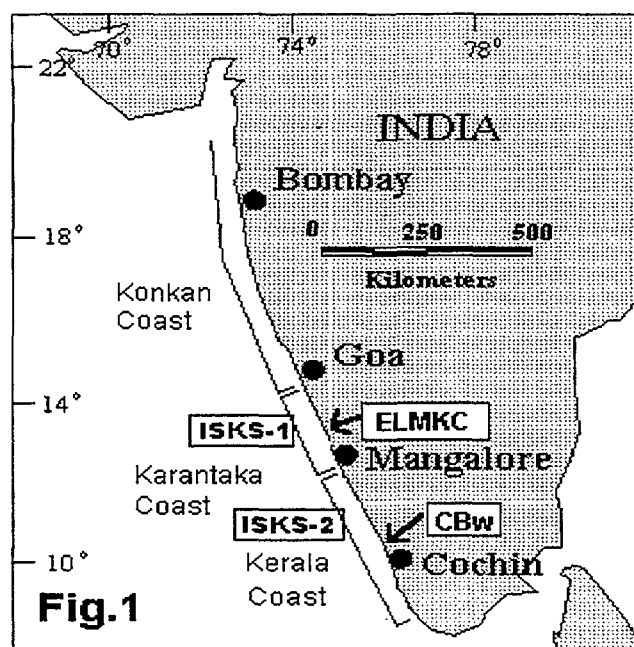 70° 74° 78°
22°
INDIA
Bombay
0 250 500
18°
Kilometers
Konkan
Coast
Goa
14°
ELMKC
ISKS-1
Mangalore
Karantaka
Coast
CBw
ISKS-2
10°
Cochin
Kerala
Coast
Fig.1